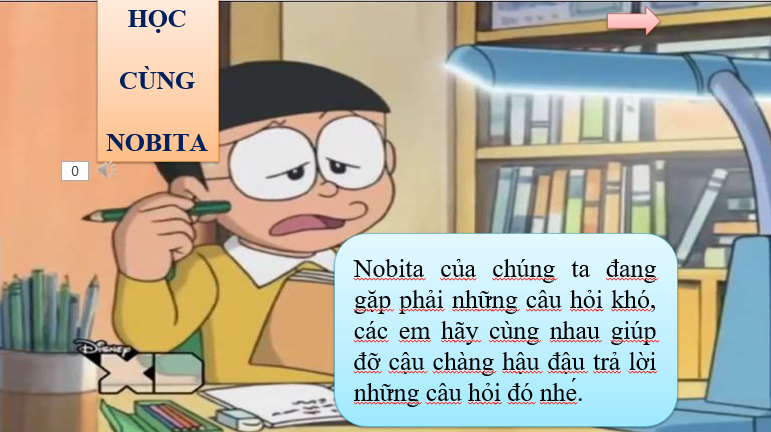 HỌC
CÙNG
NOBITA
0
Nobita của chúng ta đang
gặp phải những câu hỏi khó,
các em hãy cùng nhau giúp
đỡ cậu chàng hậu đậu trả lời
những câu hỏi đó nhé.
Disney
XD